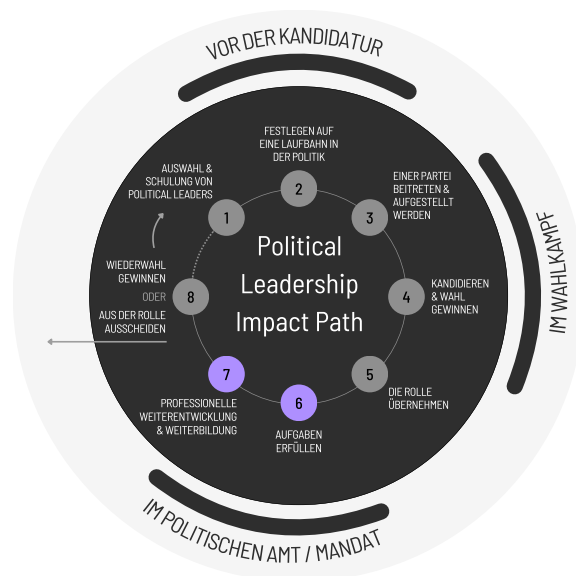 VOR DER KANDIDATUR
FESTLEGEN AUF
EINE LAUFBAHN IN
DER POLITIK
AUSWAHL &
SCHULUNG VON
POLITICAL LEADERS
EINER PARTEI
BEITRETEN &
AUFGESTELLT
WERDEN
1
2
3
Political
Leadership
Impact Path
IM WAHLKAMPF
WIEDERWAHL
GEWINNEN
ODER
AUS DER ROLLE
AUSSCHEIDEN
8
4
KANDIDIEREN
& WAHL
GEWINNEN
7
6
5
DIE ROLLE
ÜBERNEHMEN
PROFESSIONELLE
WEITERENTWICKLUNG
& WEITERBILDUNG
AUFGABEN
ERFÜLLEN
IM POLITISCHEN AMT / MANDAT